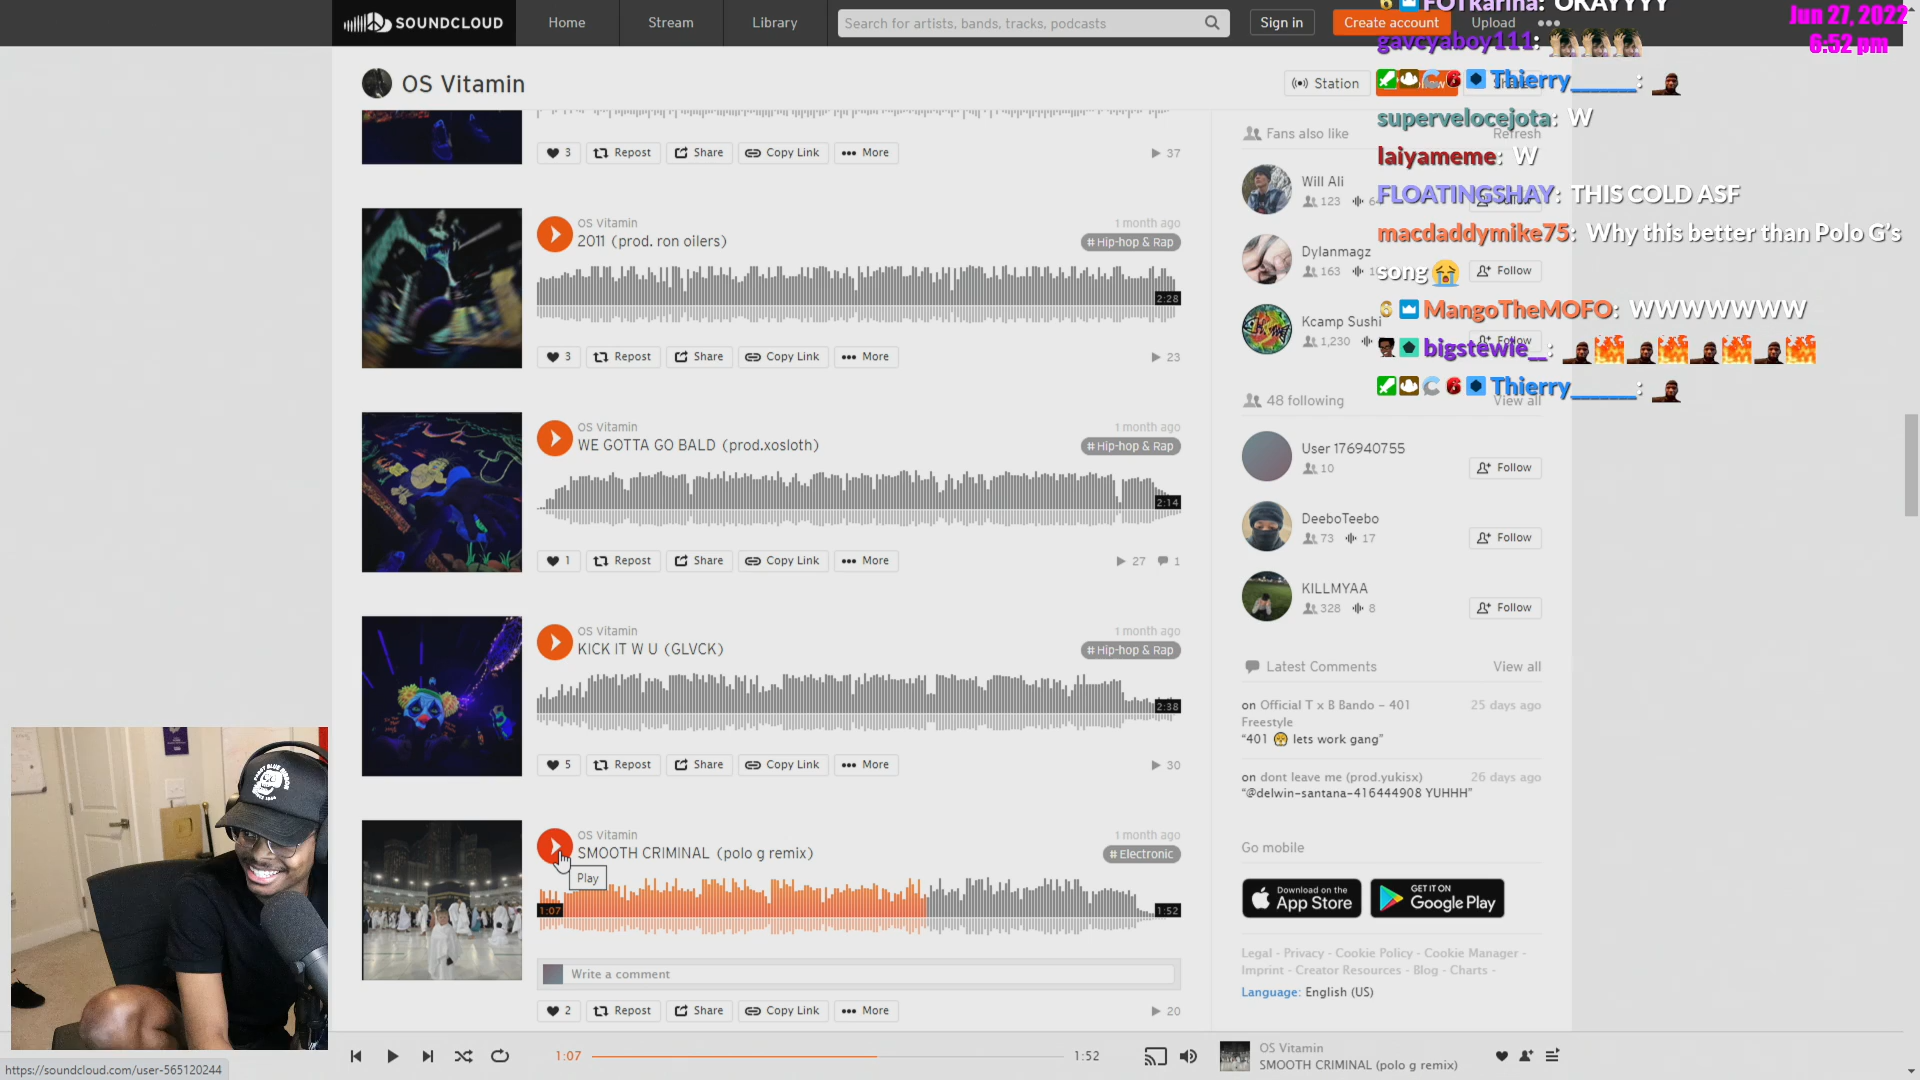 SOUNDCLOUD
Home
Stream
Library
Search for artists, bands, tracks, podcasts
Sign in
Create account
Upload
Jun 27, 2022
6:52 pm
OS Vitamin
Station
3
Repost
Share
Copy Link
More
37
OS Vitamin
2011 (prod. ron oilers)
1 month ago
# Hip-hop & Rap
2:28
3
Repost
Share
Copy Link
More
23
OS Vitamin
WE GOTTA GO BALD (prod.xosloth)
1 month ago
# Hip-hop & Rap
2:14
1
Repost
Share
Copy Link
More
27
1
OS Vitamin
KICK IT W U (GLVCK)
1 month ago
# Hip-hop & Rap
2:38
5
Repost
Share
Copy Link
More
30
OS Vitamin
SMOOTH CRIMINAL (polo g remix)
1 month ago
# Electronic
Play
1:07
1:52
Write a comment
2
Repost
Share
Copy Link
More
20
Fans also like
Refresh
Will Ali
123
Dylanmagz
163
Follow
Kcamp Sushi
1,230
48 following
View all
User 176940755
10
Follow
DeeboTeebo
73
17
Follow
KILLMYAA
328
8
Follow
Latest Comments
View all
on Official T x B Bando - 401
Freestyle
25 days ago
"401 😤 lets work gang"
on dont leave me (prod.yukisx)
26 days ago
"@delwin-santana-416444908 YUHHH"
Go mobile
Download on the
App Store
GET IT ON
Google Play
Legal - Privacy - Cookie Policy - Cookie Manager -
Imprint - Creator Resources - Blog - Charts -
Language: English (US)
FOTkarina: OKAYYYY
gavcyaboy111:
Thierry______:
supervelocejota: W
laiyameme: W
FLOATINGSHAY: THIS COLD ASF
macdaddymike75: Why this better than Polo G's
song😭
MangoTheMOFO: WWWWWWW
bigstewie__:
Thierry______:
1:07
1:52
OS Vitamin
SMOOTH CRIMINAL (polo g remix)
https://soundcloud.com/user-565120244